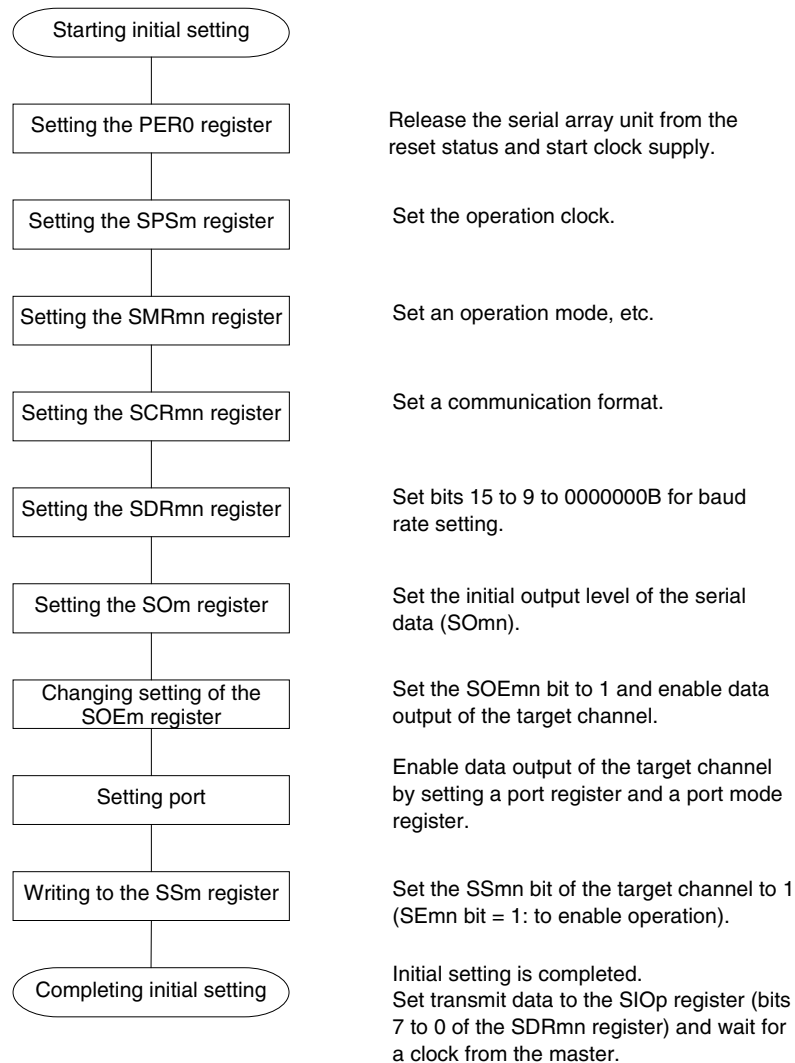 Starting initial setting
Setting the PER0 register
Release the serial array unit from the
reset status and start clock supply.
Setting the SPSm register
Set the operation clock.
Setting the SMRmn register
Set an operation mode, etc.
Setting the SCRmn register
Set a communication format.
Setting the SDRmn register
Set bits 15 to 9 to 0000000B for baud
rate setting.
Setting the SOm register
Set the initial output level of the serial
data (SOmn).
Changing setting of the
SOEm register
Set the SOEmn bit to 1 and enable data
output of the target channel.
Setting port
Enable data output of the target channel
by setting a port register and a port mode
register.
Writing to the SSm register
Set the SSmn bit of the target channel to 1
(SEmn bit = 1: to enable operation).
Completing initial setting
Initial setting is completed.
Set transmit data to the SIOp register (bits
7 to 0 of the SDRmn register) and wait for
a clock from the master.